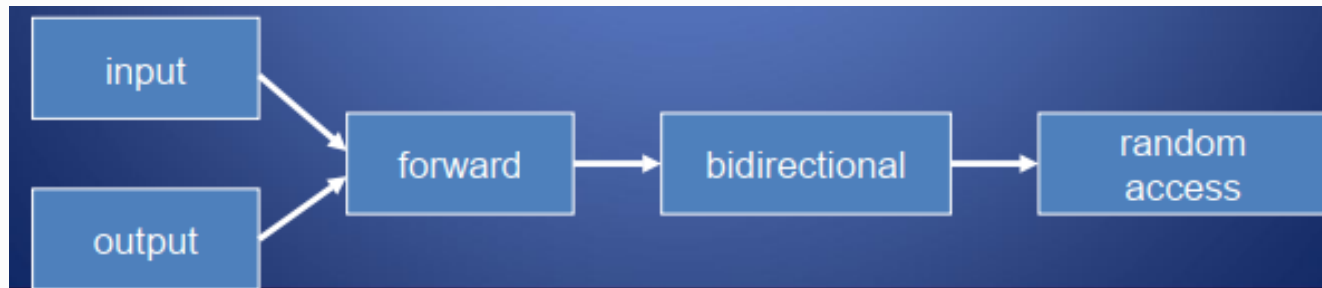 input
output
forward
bidirectional
random
access